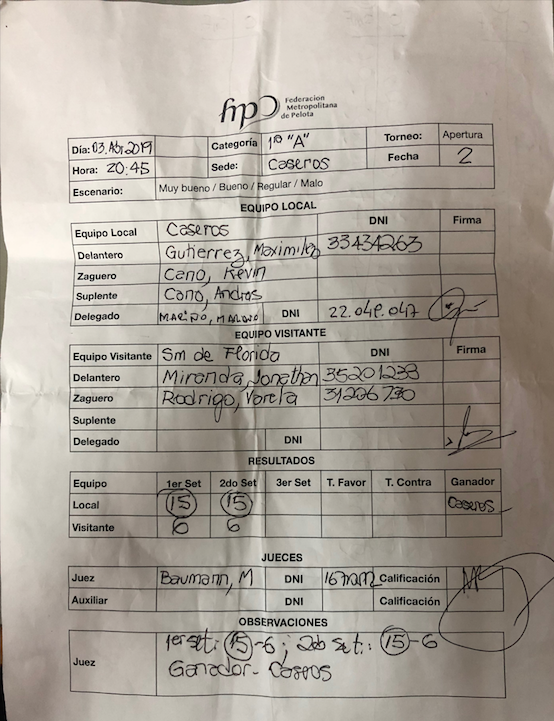 fmp Federacion
Metropolitana
de Pelota
Día: 03. Abr. 2019 Categoría 1ra "A" Torneo: Apertura
Hora: 20:45 Sede: Caseros Fecha 2
Escenario: Muy bueno / Bueno / Regular / Malo
EQUIPO LOCAL
Equipo Local Caseros DNI Firma
Delantero Gutierrez, 33434263
Zaguero Cano, Kevin
Suplente Cano, Andres
Delegado DNI 22.049.047
EQUIPO VISITANTE
Equipo Visitante Sm de Florida DNI Firma
Delantero Miranda, Jonathan 35201238
Zaguero Rodrigo, Varela 31226730
Suplente
Delegado DNI
RESULTADOS
Equipo 1er Set 2do Set 3er Set T. Favor T. Contra Ganador
Local 15 15 Caseros
Visitante 6 6
JUECES
Juez Baumann, M DNI Calificación
Auxiliar DNI Calificación
OBSERVACIONES
Juez 1er set: 15-6; 2do set: 15-6
Ganador- Caseros